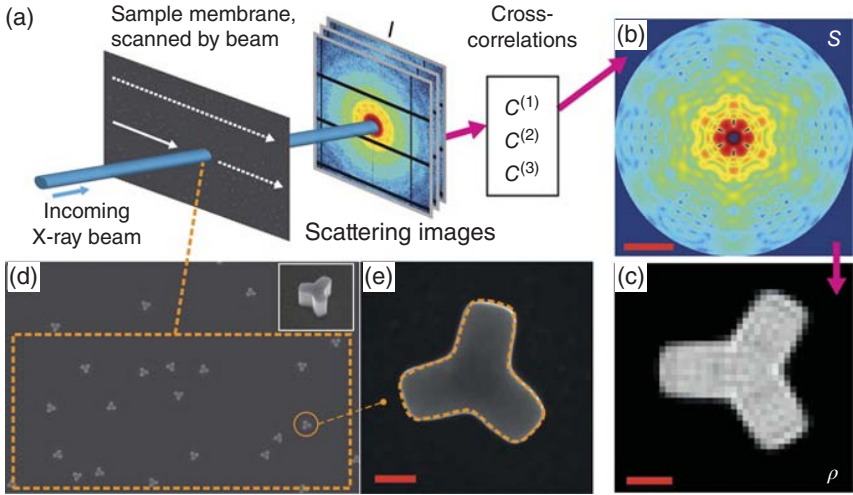 (a)
Sample membrane,
scanned by beam
I
Cross-
correlations
C(1)
C(2)
C(3)
Incoming
X-ray beam
Scattering images
(b)
S
(c)
ρ
(d)
(e)